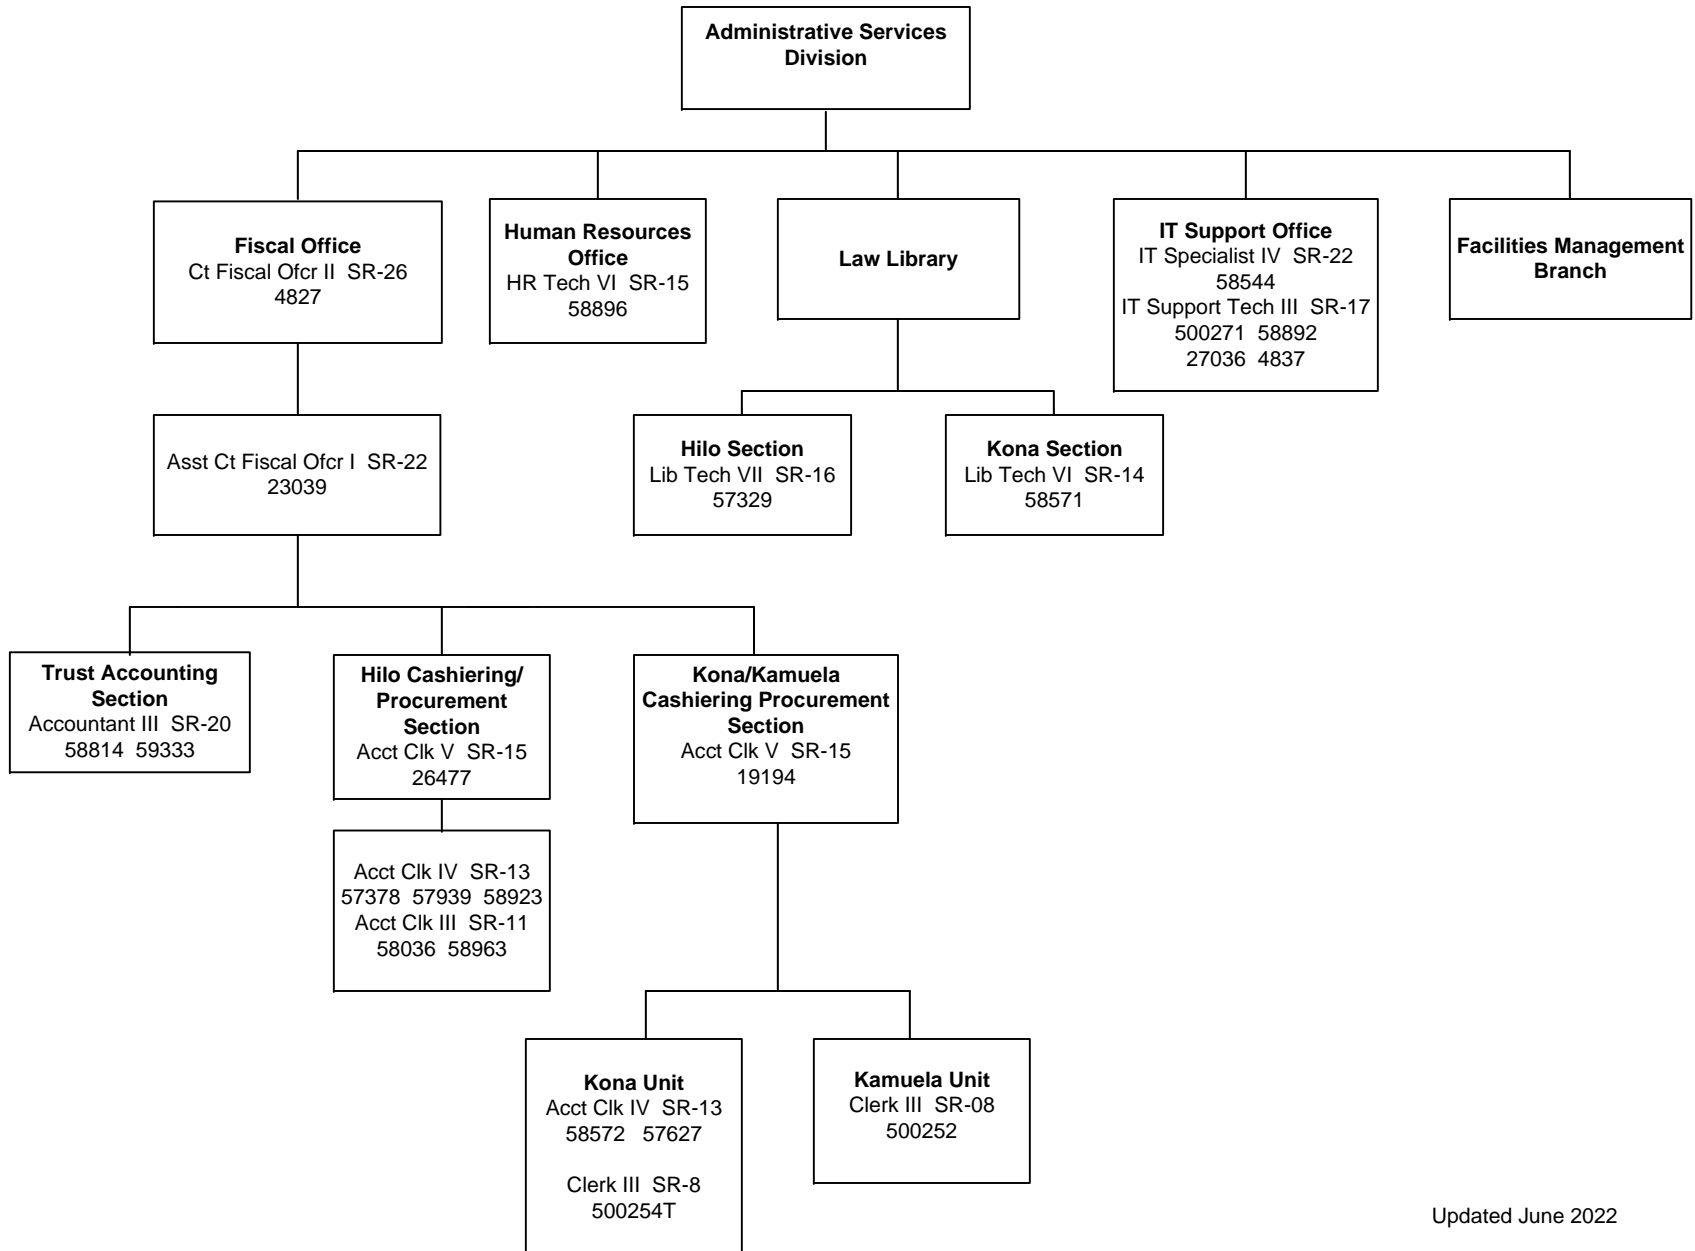 Administrative Services
Division
Fiscal Office
Ct Fiscal Ofcr II  SR-26
4827
Human Resources
Office
HR Tech VI  SR-15
58896
Law Library
IT Support Office
IT Specialist IV  SR-22
58544
IT Support Tech III  SR-17
500271  58892
27036  4837
Facilities Management
Branch
Asst Ct Fiscal Ofcr I  SR-22
23039
Hilo Section
Lib Tech VII  SR-16
57329
Kona Section
Lib Tech VI  SR-14
58571
Trust Accounting
Section
Accountant III  SR-20
58814  59333
Hilo Cashiering/
Procurement
Section
Acct Clk V  SR-15
26477
Kona/Kamuela
Cashiering Procurement
Section
Acct Clk V  SR-15
19194
Acct Clk IV  SR-13
57378  57939  58923
Acct Clk III  SR-11
58036  58963
Kona Unit
Acct Clk IV  SR-13
58572   57627
Clerk III  SR-8
500254T
Kamuela Unit
Clerk III  SR-08
500252
Updated June 2022